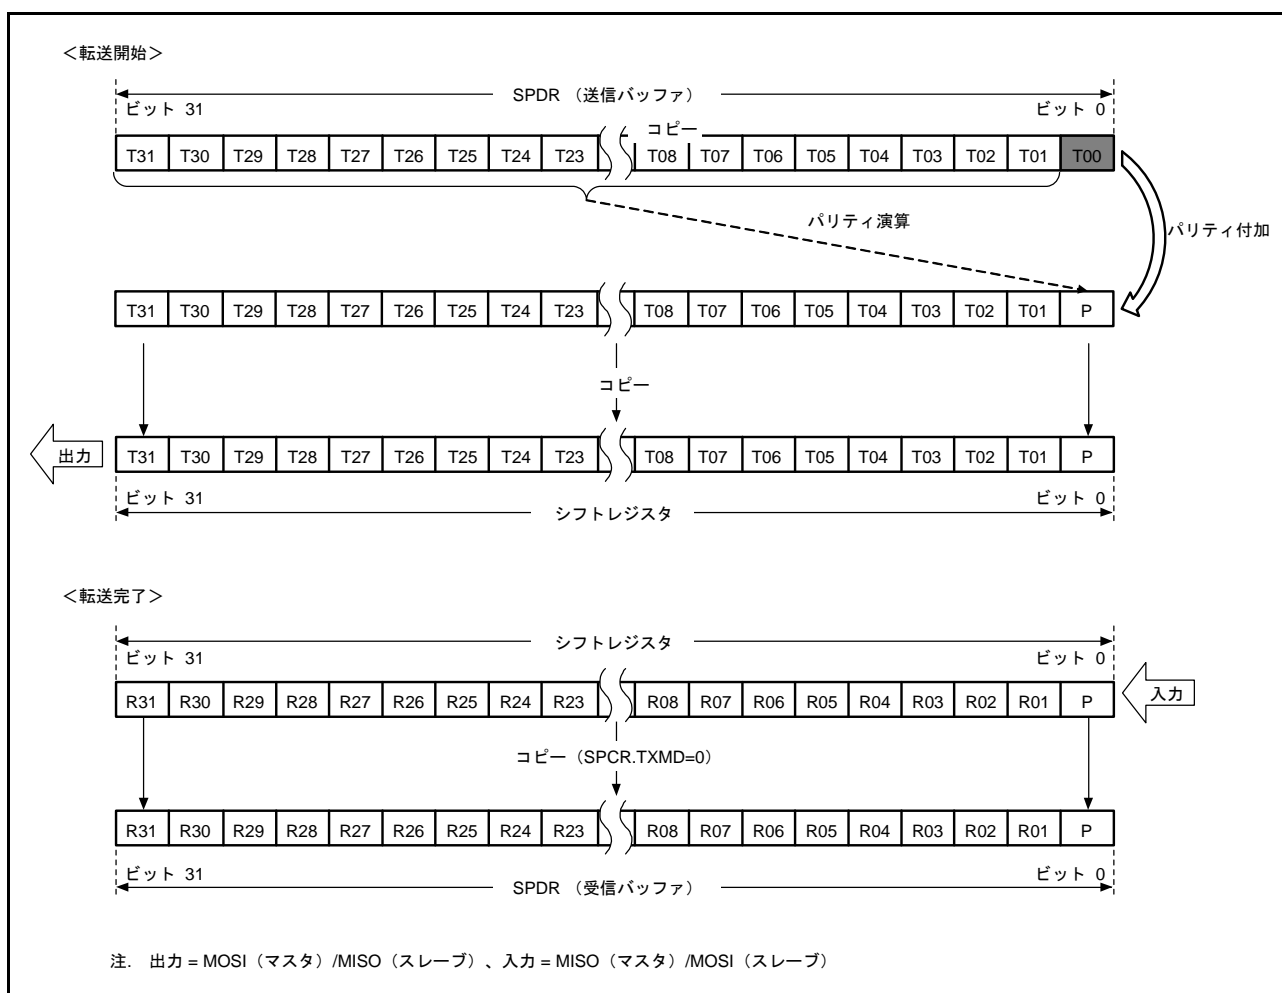 ＜転送開始＞
SPDR （送信バッファ）
ビット 31 ビット 0
コピー
T31 T30 T29 T28 T27 T26 T25 T24 T23 T08 T07 T06 T05 T04 T03 T02 T01 T00
パリティ演算
パリティ付加
T31 T30 T29 T28 T27 T26 T25 T24 T23 T08 T07 T06 T05 T04 T03 T02 T01 P
コピー
出力
T31 T30 T29 T28 T27 T26 T25 T24 T23 T08 T07 T06 T05 T04 T03 T02 T01 P
ビット 31 ビット 0
シフトレジスタ
＜転送完了＞
シフトレジスタ
ビット 31 ビット 0
R31 R30 R29 R28 R27 R26 R25 R24 R23 R08 R07 R06 R05 R04 R03 R02 R01 P
入力
コピー（SPCR.TXMD=0）
R31 R30 R29 R28 R27 R26 R25 R24 R23 R08 R07 R06 R05 R04 R03 R02 R01 P
ビット 31 ビット 0
SPDR （受信バッファ）
注. 出力 = MOSI（マスタ）/MISO（スレーブ）、入力 = MISO（マスタ）/MOSI（スレーブ）